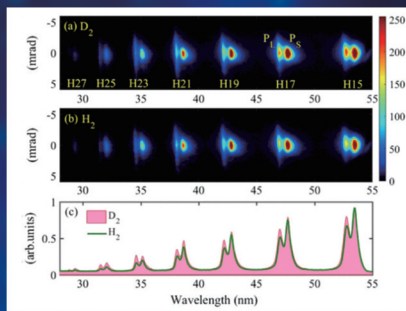 (a) D2
-5
0
5
(mrad)
P1 PS
H27 H25 H23 H21 H19 H17 H15
30 35 40 45 50 55
(b) H2
-5
0
5
(mrad)
30 35 40 45 50 55
250
200
150
100
50
0
(c)
D2
H2
1
0.5
0
(arb.units)
30 35 40 45 50 55
Wavelength (nm)